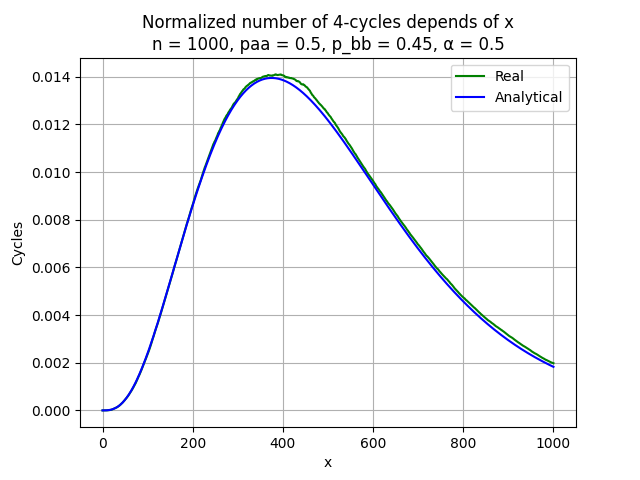 Normalized number of 4-cycles depends of x
n = 1000, paa = 0.5, p_bb = 0.45, α = 0.5
0.014
0.012
0.010
0.008
0.006
0.004
0.002
0.000
Cycles
Real
Analytical
0 200 400 600 800 1000
x